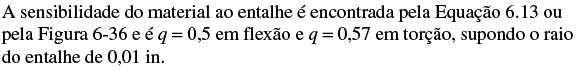 A sensibilidade do material ao entalhe é encontrada pela Equação 6.13 ou
pela Figura 6-36 e é q = 0,5 em flexão e q = 0,57 em torção, supondo o raio
do entalhe de 0,01 in.